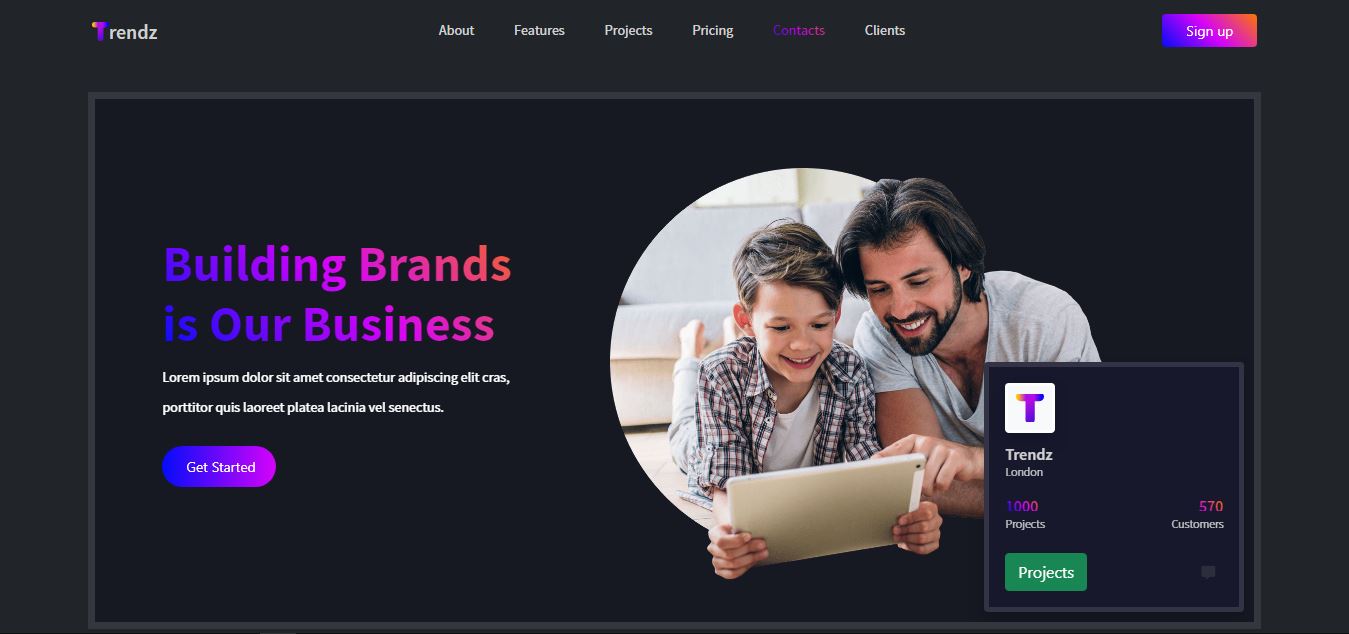 Trendz
About
Features
Projects
Pricing
Contacts
Clients
Sign up
Building Brands
is Our Business
Lorem ipsum dolor sit amet consectetur adipiscing elit cras,
porttitor quis laoreet platea lacinia vel senectus.
Get Started
T
Trendz
London
1000
570
Projects
Customers
Projects